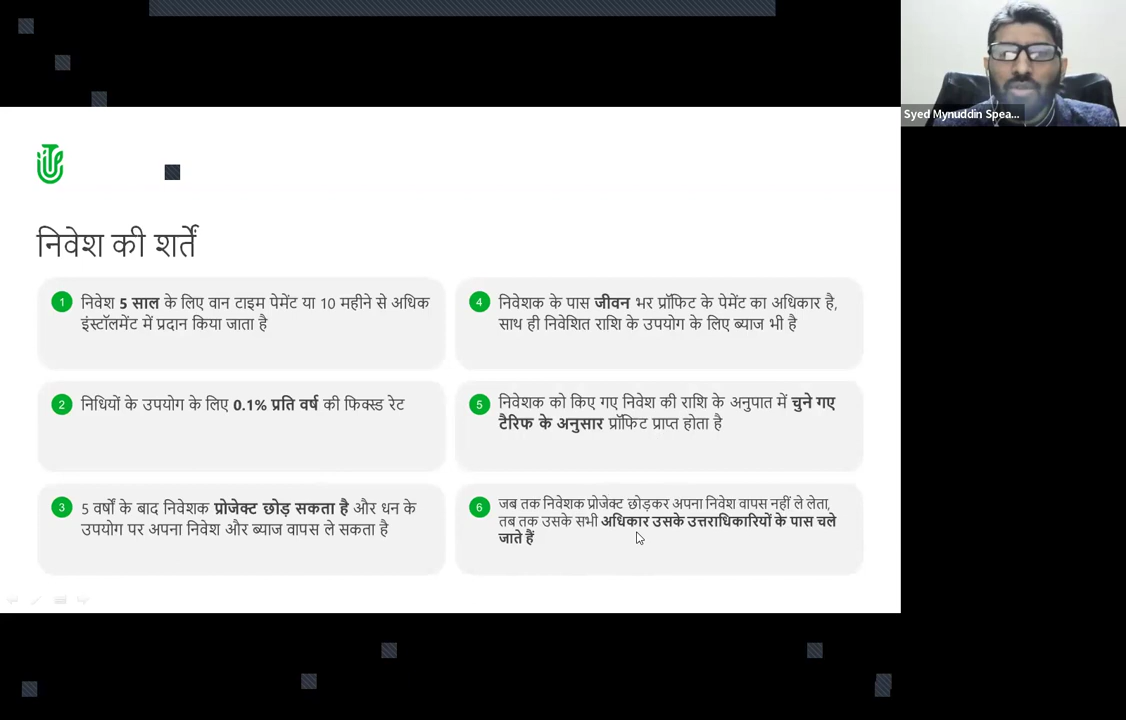 Syed Mynuddin Spea...
निवेश की शर्तें
1 निवेश 5 साल के लिए वान टाइम पेमेंट या 10 महीने से अधिक
इंस्टॉलमेंट में प्रदान किया जाता है
2 निधियों के उपयोग के लिए 0.1% प्रति वर्ष की फिक्स्ड रेट
3 5 वर्षों के बाद निवेशक प्रोजेक्ट छोड़ सकता है और धन के
उपयोग पर अपना निवेश और ब्याज वापस ले सकता है
4 निवेशक के पास जीवन भर प्रॉफिट के पेमेंट का अधिकार है,
साथ ही निवेशित राशि के उपयोग के लिए ब्याज भी है
5 निवेशक को किए गए निवेश की राशि के अनुपात में चुने गए
टैरिफ के अनुसार प्रॉफिट प्राप्त होता है
6 जब तक निवेशक प्रोजेक्ट छोड़कर अपना निवेश वापस नहीं ले लेता,
तब तक उसके सभी अधिकार उसके उत्तराधिकारियों के पास चले
जाते हैं